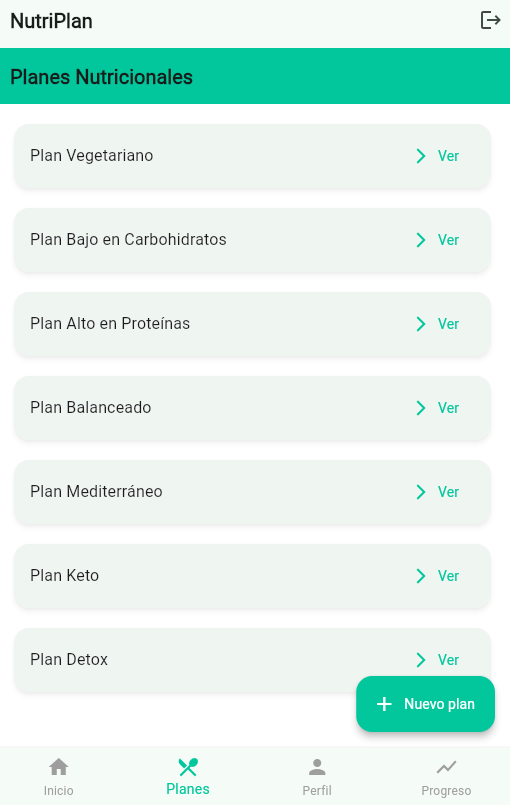 NutriPlan
Planes Nutricionales
Plan Vegetariano Ver
Plan Bajo en Carbohidratos Ver
Plan Alto en Proteínas Ver
Plan Balanceado Ver
Plan Mediterráneo Ver
Plan Keto Ver
Plan Detox Ver
Nuevo plan
Inicio Planes Perfil Progreso